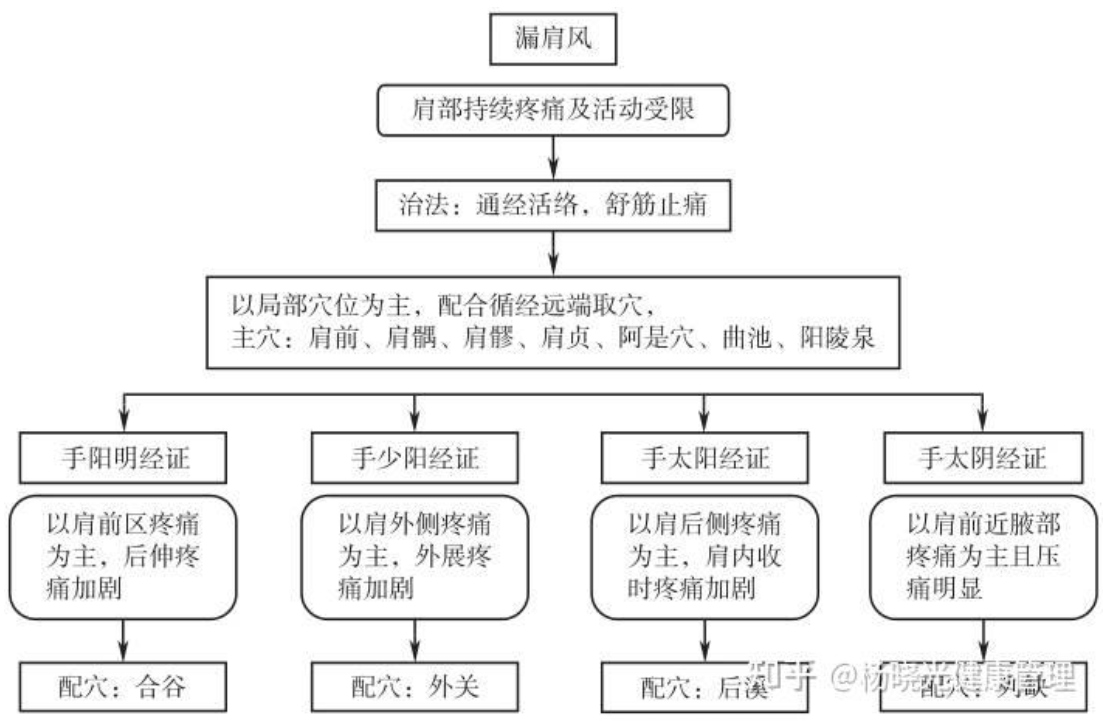 漏肩风
肩部持续疼痛及活动受限
治法：通经活络，舒筋止痛
以局部穴位为主，配合循经远端取穴，
主穴：肩前、肩髃、肩髎、肩贞、阿是穴、曲池、阳陵泉
手阳明经证
以肩前区疼痛
为主，后伸疼
痛加剧
配穴：合谷
手少阳经证
以肩外侧疼痛
为主，外展疼
痛加剧
配穴：外关
手太阳经证
以肩后侧疼痛
为主，肩内收
时疼痛加剧
配穴：后溪
手太阴经证
以肩前近腋部
疼痛为主且压
痛明显
配穴：列缺
知乎 @杨晓光健康管理